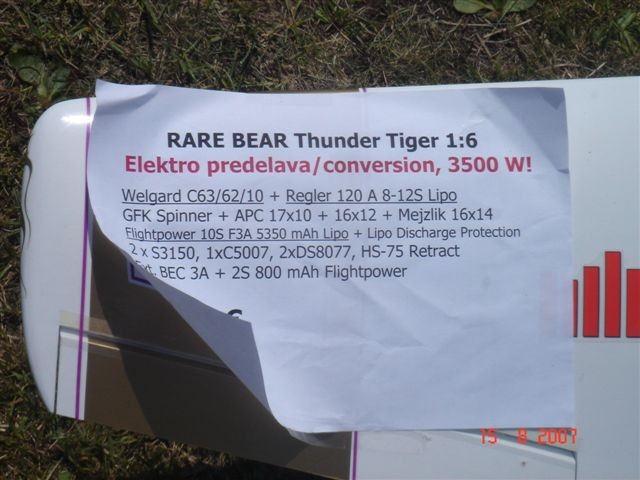 RARE BEAR Thunder Tiger 1:6
Elektro predelava/conversion, 3500 W!
Welgard C63/62/10 + Regler 120 A 8-12S Lipo
GFK Spinner + APC 17x10 + 16x12 + Mejzlik 16x14
Flightpower 10S F3A 5350 mAh Lipo + Lipo Discharge Protection
2 x S3150, 1xC5007, 2xDS8077, HS-75 Retract
Ext. BEC 3A + 2S 800 mAh Flightpower
15 8 2007